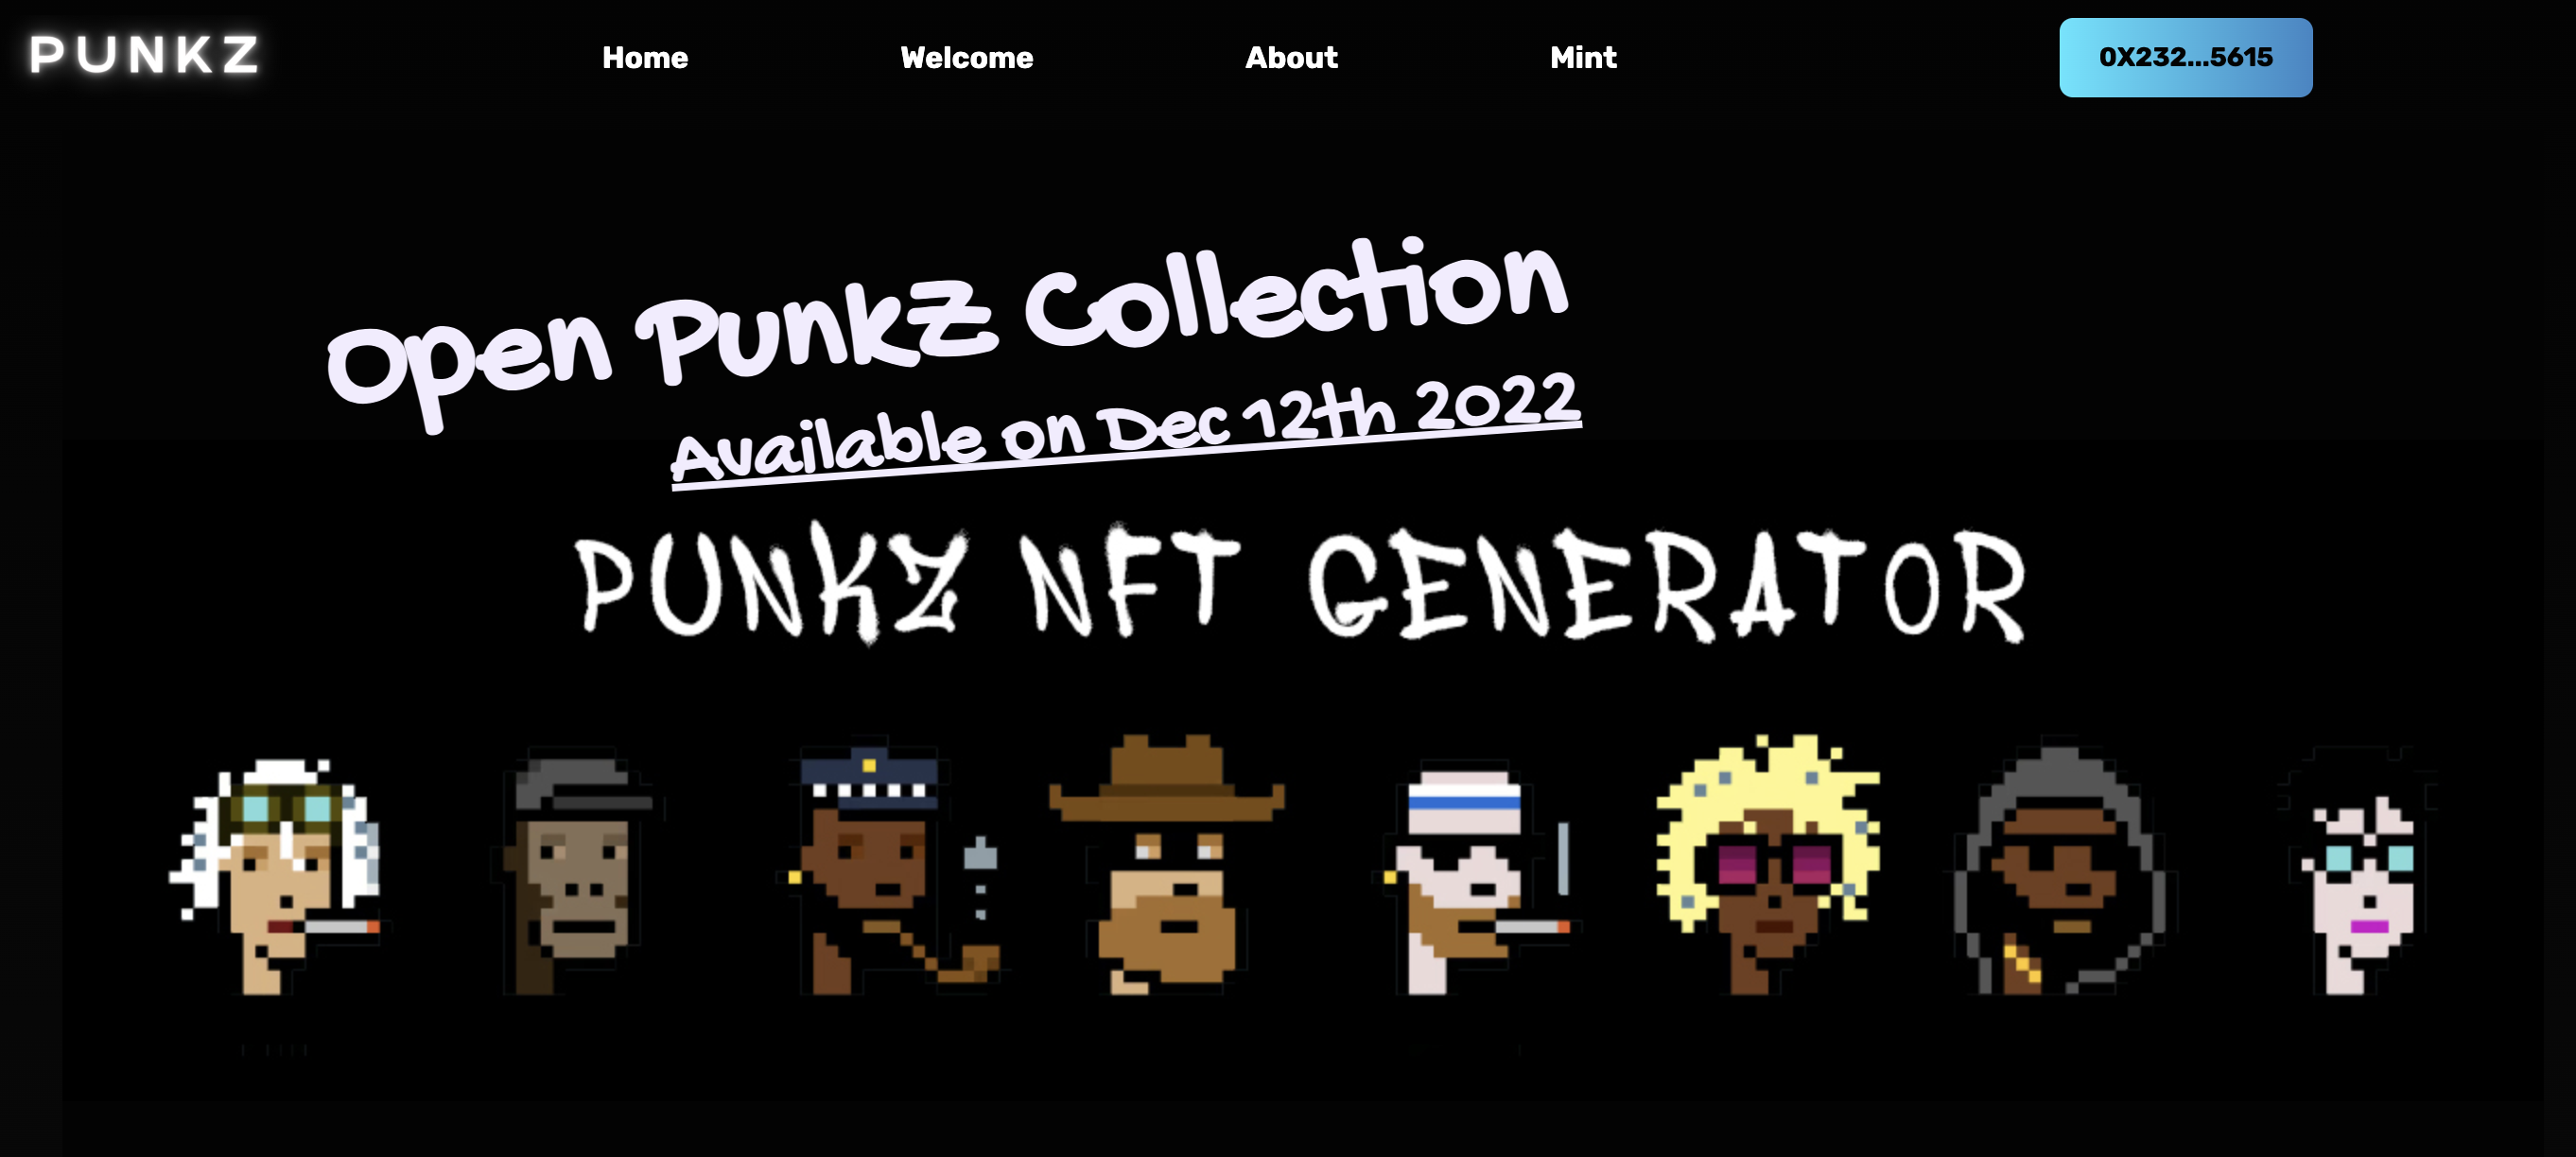 PUNKZ
Home Welcome About Mint 0X232...5615
Open PunkZ Collection
Available on Dec 12th 2022
PUNKZ NFT GENERATOR